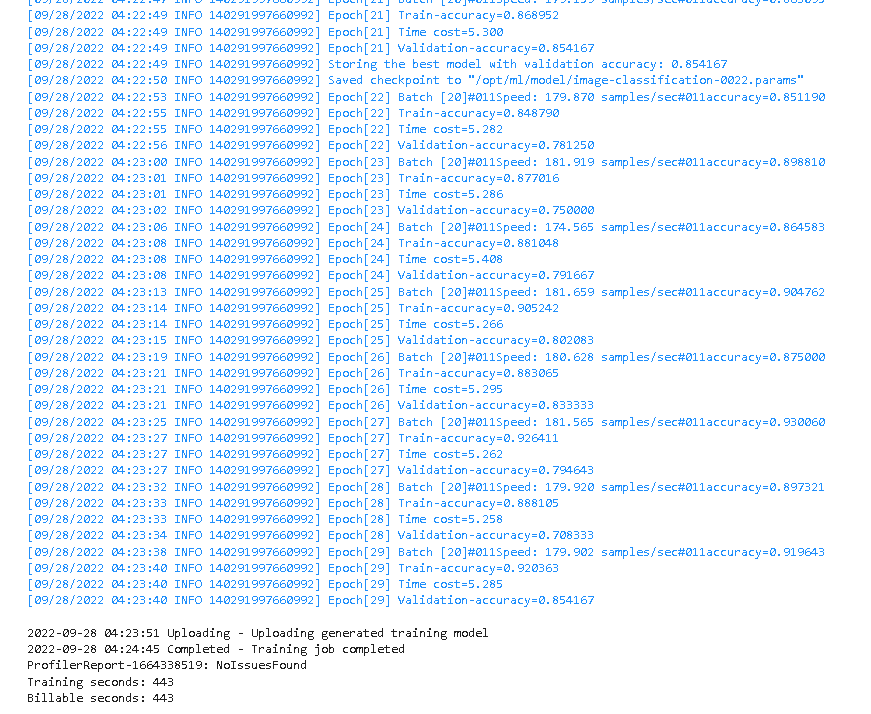 [09/28/2022 04:22:49 INFO 140291997660992] Epoch[21] Train-accuracy=0.868952
[09/28/2022 04:22:49 INFO 140291997660992] Epoch[21] Time cost=5.300
[09/28/2022 04:22:49 INFO 140291997660992] Epoch[21] Validation-accuracy=0.854167
[09/28/2022 04:22:49 INFO 140291997660992] Storing the best model with validation accuracy: 0.854167
[09/28/2022 04:22:50 INFO 140291997660992] Saved checkpoint to "/opt/ml/model/image-classification-0022.params"
[09/28/2022 04:22:53 INFO 140291997660992] Epoch[22] Batch [20]#011Speed: 179.870 samples/sec#011accuracy=0.851190
[09/28/2022 04:22:55 INFO 140291997660992] Epoch[22] Train-accuracy=0.848790
[09/28/2022 04:22:55 INFO 140291997660992] Epoch[22] Time cost=5.282
[09/28/2022 04:22:56 INFO 140291997660992] Epoch[22] Validation-accuracy=0.781250
[09/28/2022 04:23:00 INFO 140291997660992] Epoch[23] Batch [20]#011Speed: 181.919 samples/sec#011accuracy=0.898810
[09/28/2022 04:23:01 INFO 140291997660992] Epoch[23] Train-accuracy=0.877016
[09/28/2022 04:23:01 INFO 140291997660992] Epoch[23] Time cost=5.286
[09/28/2022 04:23:02 INFO 140291997660992] Epoch[23] Validation-accuracy=0.750000
[09/28/2022 04:23:06 INFO 140291997660992] Epoch[24] Batch [20]#011Speed: 174.565 samples/sec#011accuracy=0.864583
[09/28/2022 04:23:08 INFO 140291997660992] Epoch[24] Train-accuracy=0.881048
[09/28/2022 04:23:08 INFO 140291997660992] Epoch[24] Time cost=5.408
[09/28/2022 04:23:08 INFO 140291997660992] Epoch[24] Validation-accuracy=0.791667
[09/28/2022 04:23:13 INFO 140291997660992] Epoch[25] Batch [20]#011Speed: 181.659 samples/sec#011accuracy=0.904762
[09/28/2022 04:23:14 INFO 140291997660992] Epoch[25] Train-accuracy=0.905242
[09/28/2022 04:23:14 INFO 140291997660992] Epoch[25] Time cost=5.266
[09/28/2022 04:23:15 INFO 140291997660992] Epoch[25] Validation-accuracy=0.802083
[09/28/2022 04:23:19 INFO 140291997660992] Epoch[26] Batch [20]#011Speed: 180.628 samples/sec#011accuracy=0.875000
[09/28/2022 04:23:21 INFO 140291997660992] Epoch[26] Train-accuracy=0.883065
[09/28/2022 04:23:21 INFO 140291997660992] Epoch[26] Time cost=5.295
[09/28/2022 04:23:21 INFO 140291997660992] Epoch[26] Validation-accuracy=0.833333
[09/28/2022 04:23:25 INFO 140291997660992] Epoch[27] Batch [20]#011Speed: 181.565 samples/sec#011accuracy=0.930060
[09/28/2022 04:23:27 INFO 140291997660992] Epoch[27] Train-accuracy=0.926411
[09/28/2022 04:23:27 INFO 140291997660992] Epoch[27] Time cost=5.262
[09/28/2022 04:23:27 INFO 140291997660992] Epoch[27] Validation-accuracy=0.794643
[09/28/2022 04:23:32 INFO 140291997660992] Epoch[28] Batch [20]#011Speed: 179.920 samples/sec#011accuracy=0.897321
[09/28/2022 04:23:33 INFO 140291997660992] Epoch[28] Train-accuracy=0.888105
[09/28/2022 04:23:33 INFO 140291997660992] Epoch[28] Time cost=5.258
[09/28/2022 04:23:34 INFO 140291997660992] Epoch[28] Validation-accuracy=0.708333
[09/28/2022 04:23:38 INFO 140291997660992] Epoch[29] Batch [20]#011Speed: 179.902 samples/sec#011accuracy=0.919643
[09/28/2022 04:23:40 INFO 140291997660992] Epoch[29] Train-accuracy=0.920363
[09/28/2022 04:23:40 INFO 140291997660992] Epoch[29] Time cost=5.285
[09/28/2022 04:23:40 INFO 140291997660992] Epoch[29] Validation-accuracy=0.854167
2022-09-28 04:23:51 Uploading - Uploading generated training model
2022-09-28 04:24:45 Completed - Training job completed
ProfilerReport-1664338519: NoIssuesFound
Training seconds: 443
Billable seconds: 443